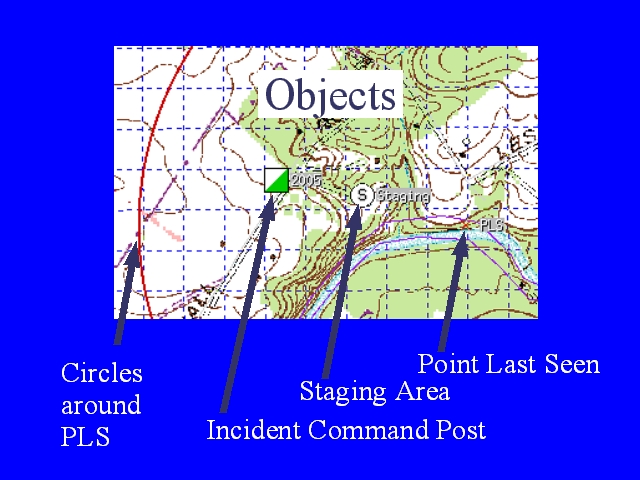 Objects
2005
Staging
PLS
Circles
around
PLS
Point Last Seen
Staging Area
Incident Command Post